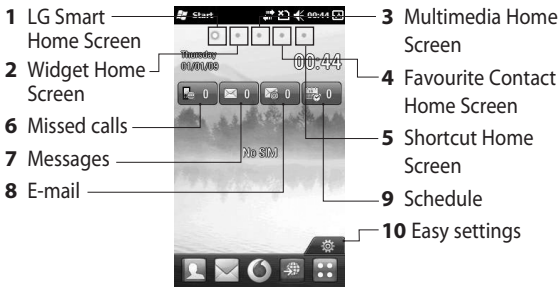 1 LG Smart
Home Screen
2 Widget Home
Screen
6 Missed calls
7 Messages
8 E-mail
Start
00:44
Thursday
01/01/09
00:44
0
0
0
0
No SIM
3 Multimedia Home
Screen
4 Favourite Contact
Home Screen
5 Shortcut Home
Screen
9 Schedule
10 Easy settings